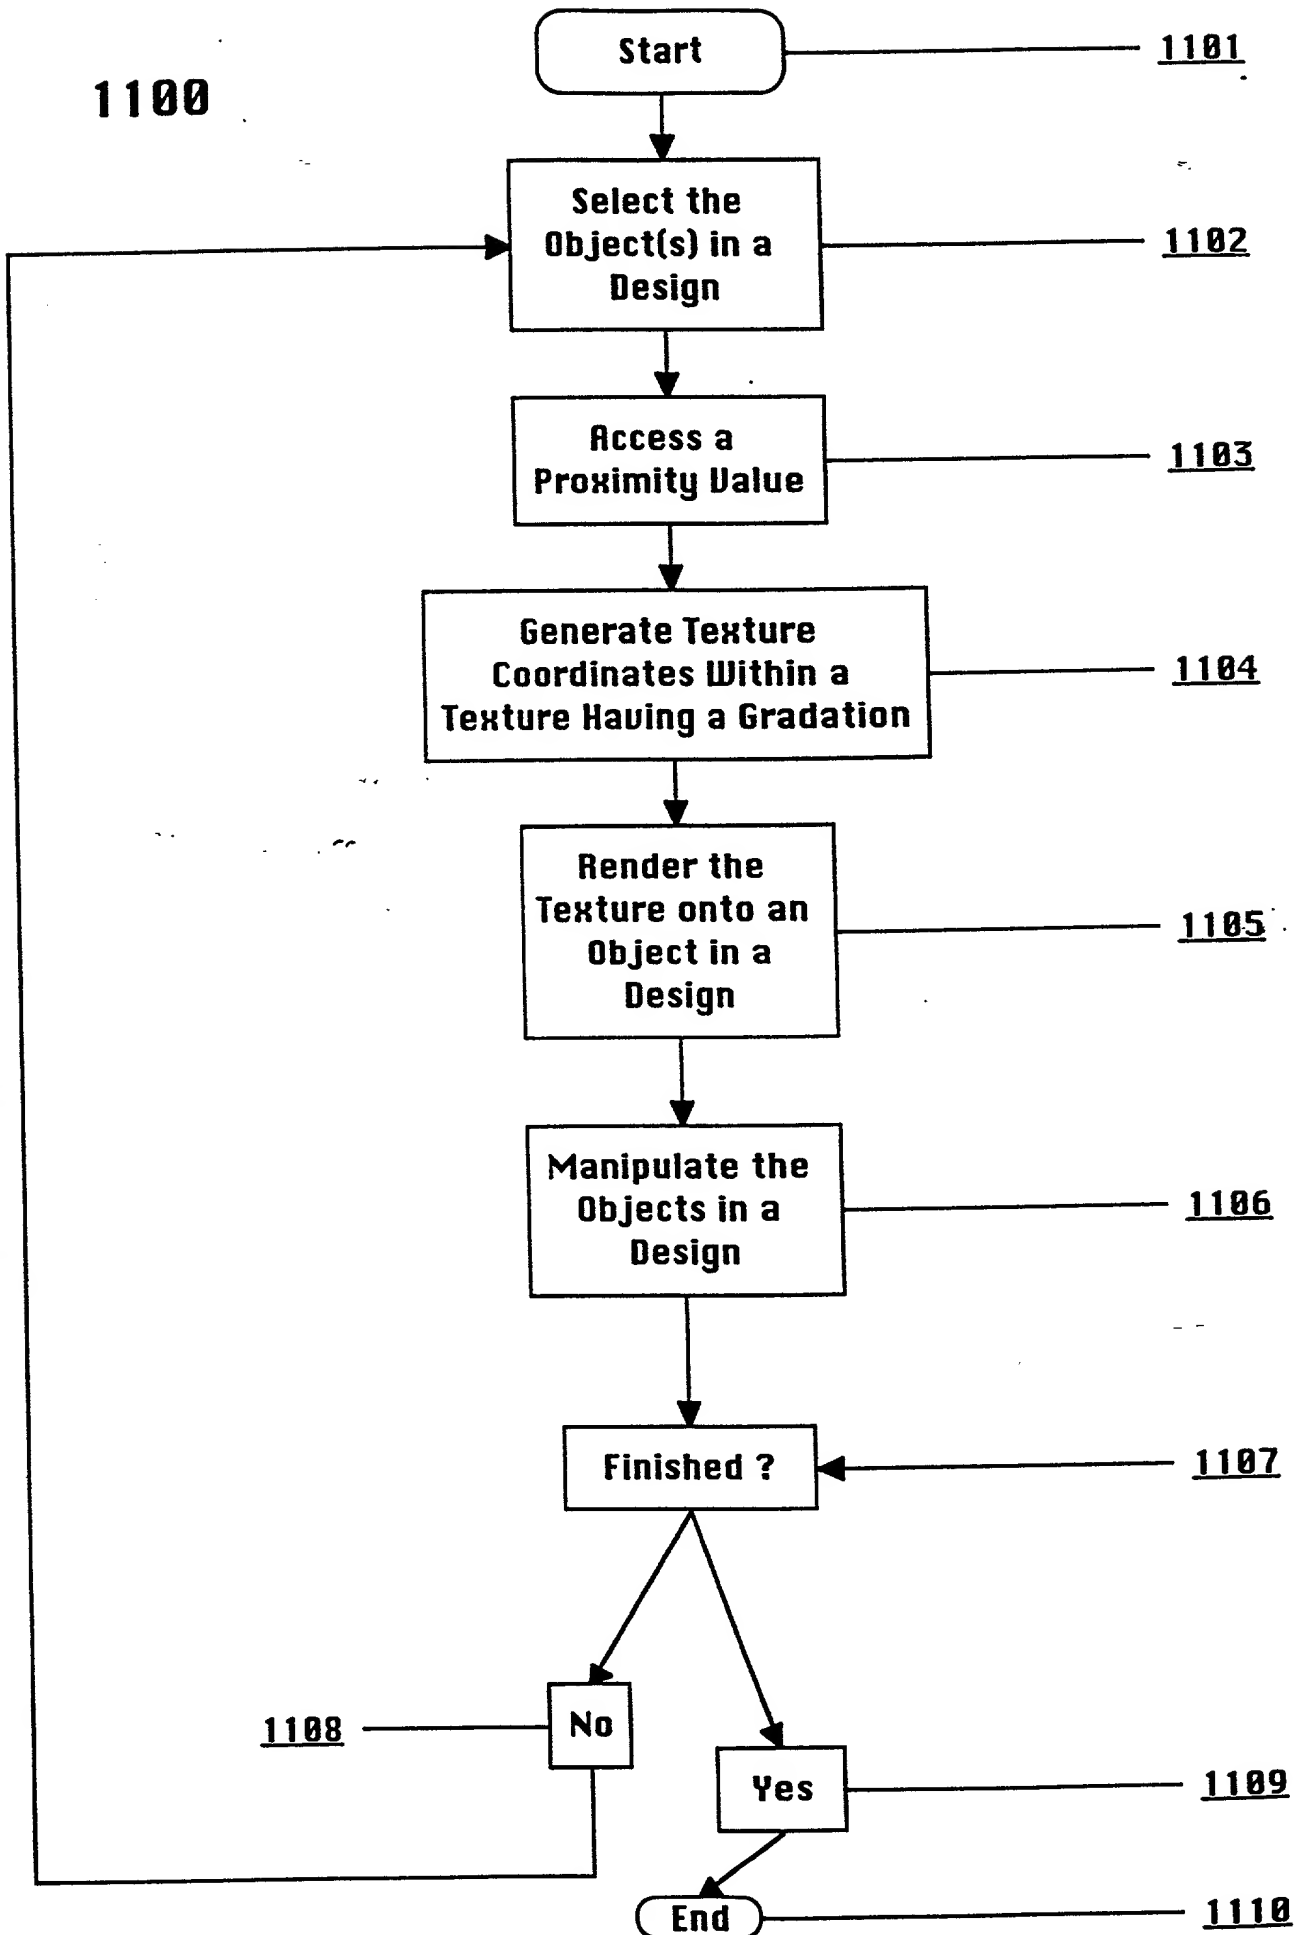 1100
Start
1101
Select the
Object(s) in a
Design
1102
Access a
Proximity Value
1103
Generate Texture
Coordinates Within a
Texture Having a Gradation
1104
Render the
Texture onto an
Object in a
Design
1105
Manipulate the
Objects in a
Design
1106
Finished ?
1107
1108
No
Yes
1109
End
1110